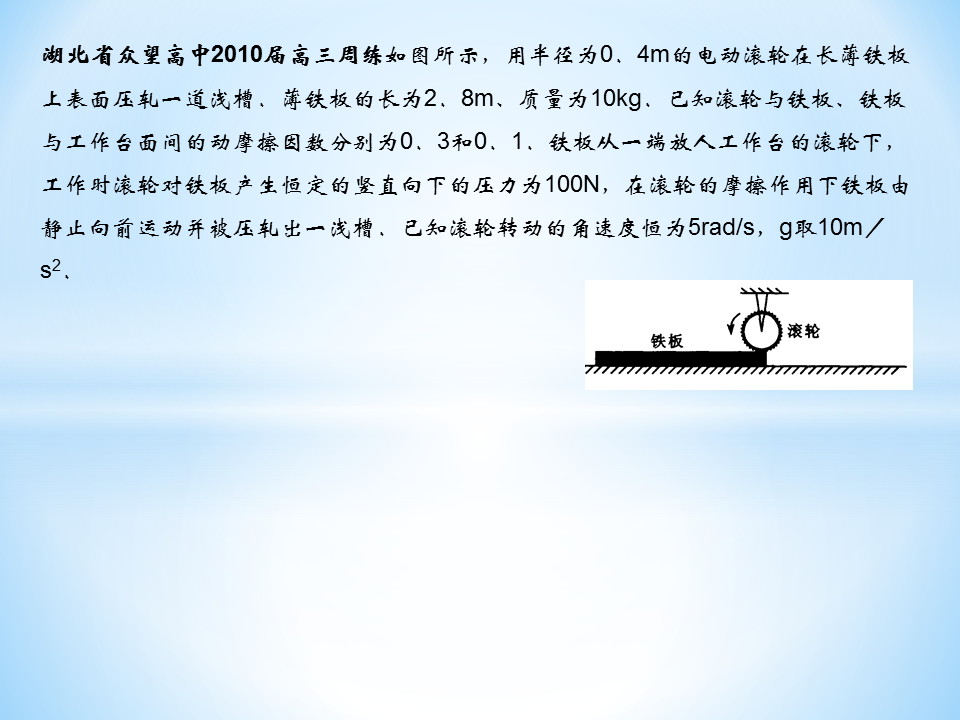 湖北省众望高中2010届高三周练如图所示，用半径为0．4m的电动滚轮在长薄铁板
上表面压轧一道浅槽．薄铁板的长为2．8m、质量为10kg．已知滚轮与铁板、铁板
与工作台面间的动摩擦因数分别为0．3和0．1．铁板从一端放人工作台的滚轮下，
工作时滚轮对铁板产生恒定的竖直向下的压力为100N，在滚轮的摩擦作用下铁板由
静止向前运动并被压轧出一浅槽．已知滚轮转动的角速度恒为5rad/s，g取10m／
s²．
滚轮
铁板